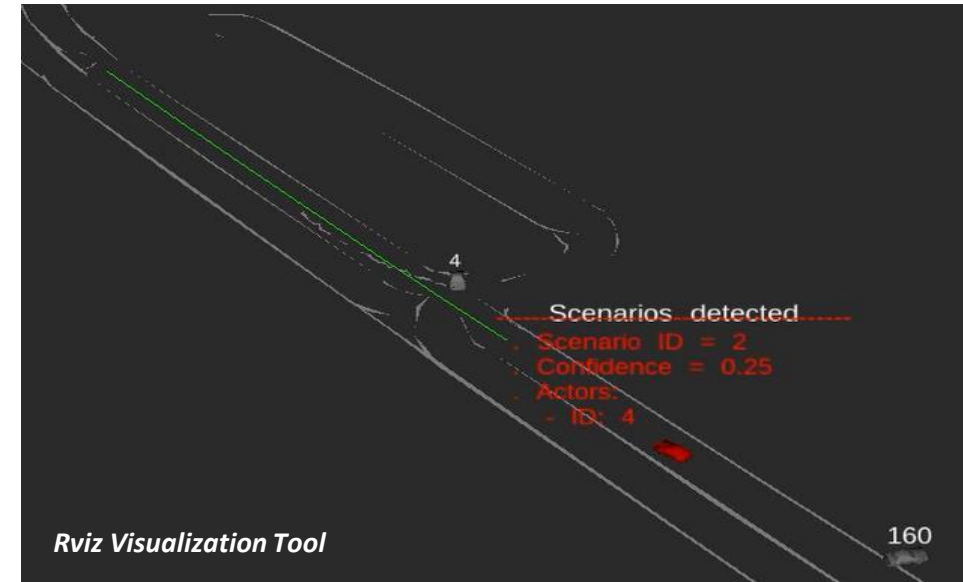 4
Scenarios detected
. Scenario ID = 2
. Confidence = 0.25
. Actors:
- ID: 4
160
Rviz Visualization Tool